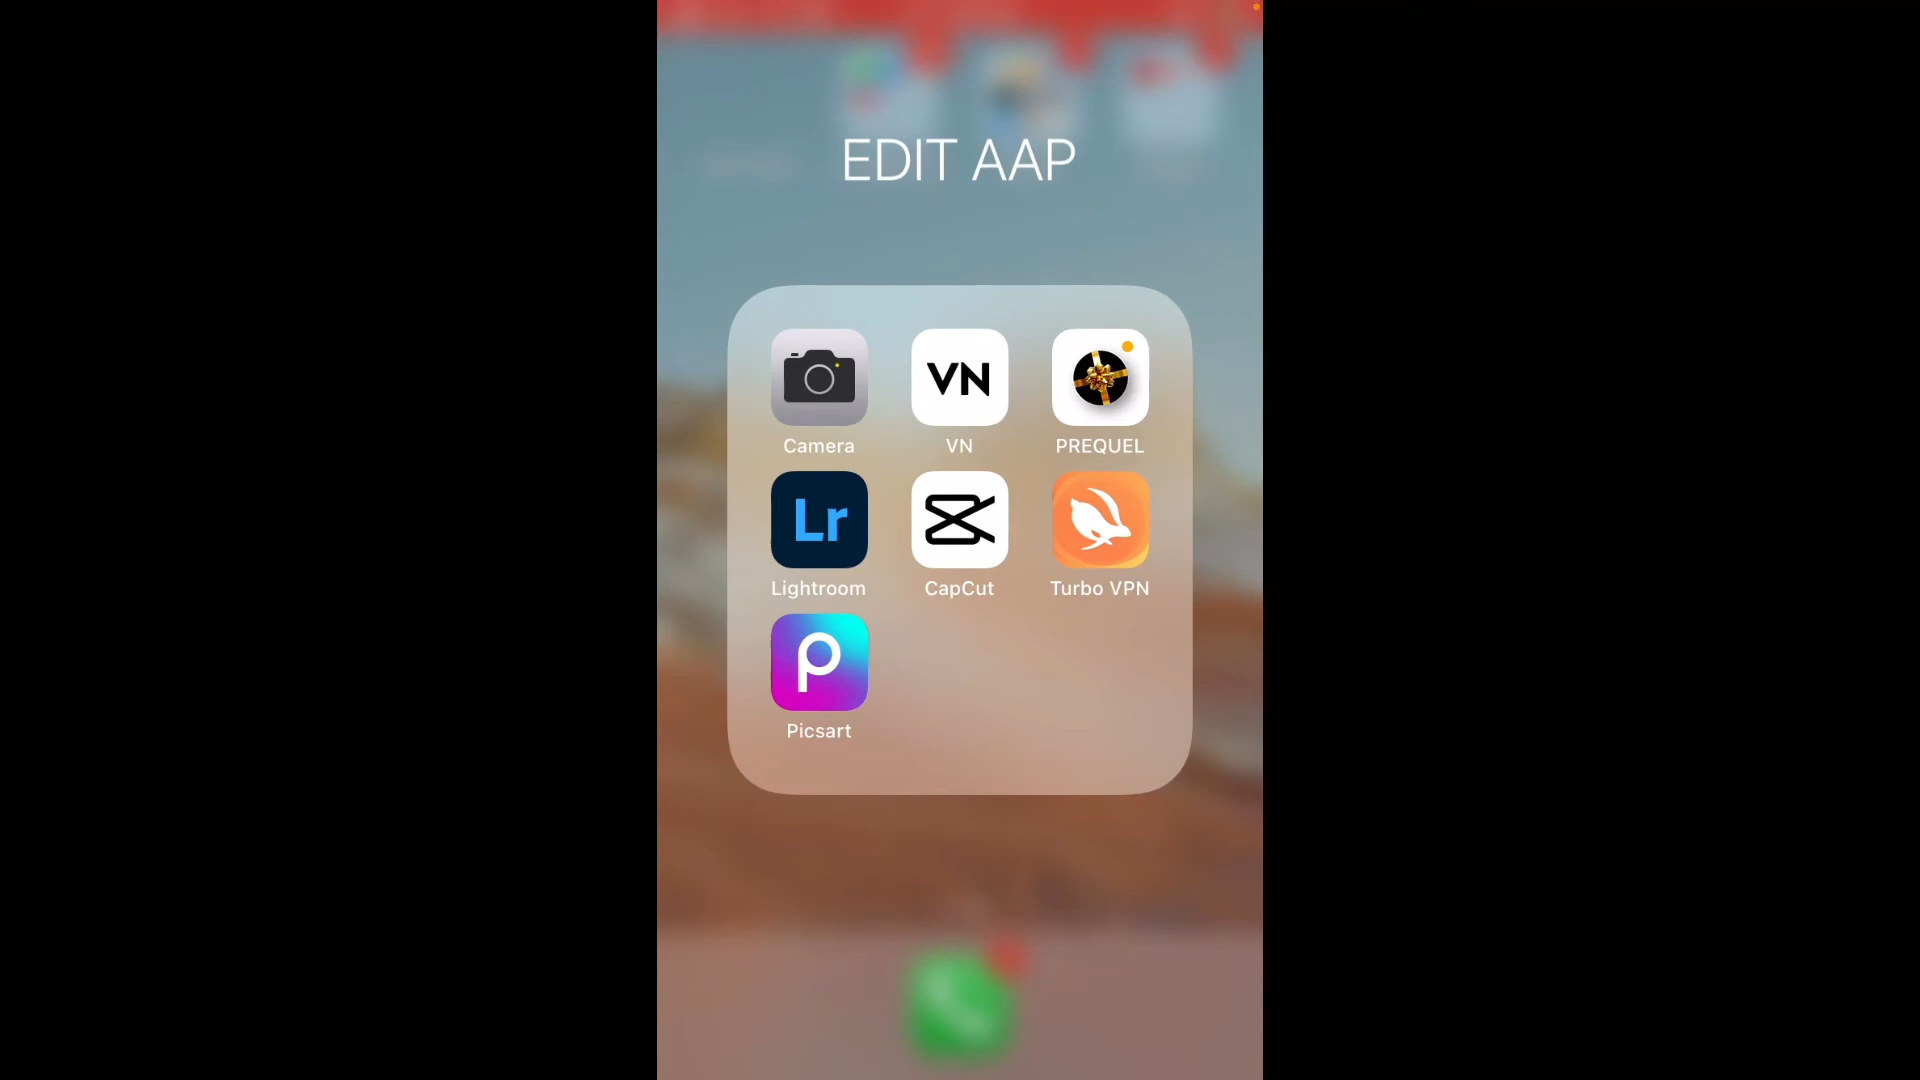 EDIT AAP
VN
Camera VN PREQUEL
Lr
Lightroom CapCut Turbo VPN
P
Picsart